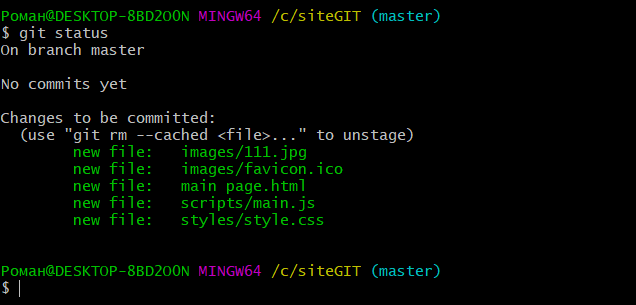 Роман@DESKTOP-8BD2O0N MINGW64 /c/siteGIT (master)
$ git status
On branch master
No commits yet
Changes to be committed:
(use "git rm --cached <file>..." to unstage)
new file: images/111.jpg
new file: images/favicon.ico
new file: main page.html
new file: scripts/main.js
new file: styles/style.css
Роман@DESKTOP-8BD2O0N MINGW64 /c/siteGIT (master)
$